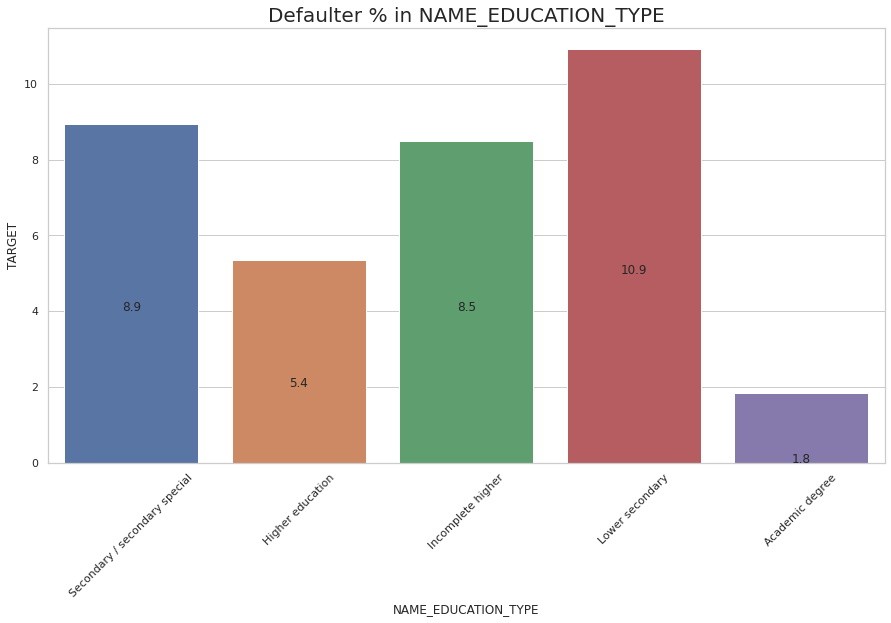 Defaulter % in NAME_EDUCATION_TYPE
10
8
6
4
2
0
TARGET
8.9
5.4
8.5
10.9
1.8
Secondary / secondary special
Higher education
Incomplete higher
Lower secondary
Academic degree
NAME_EDUCATION_TYPE